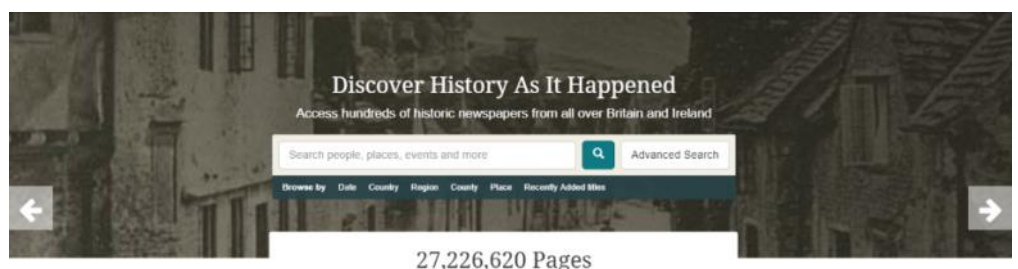 Discover History As It Happened
Access hundreds of historic newspapers from all over Britain and Ireland
Search people, places, events and more
Advanced Search
Browse by Date Country Region County Place Recently Added titles
27,226,620 Pages